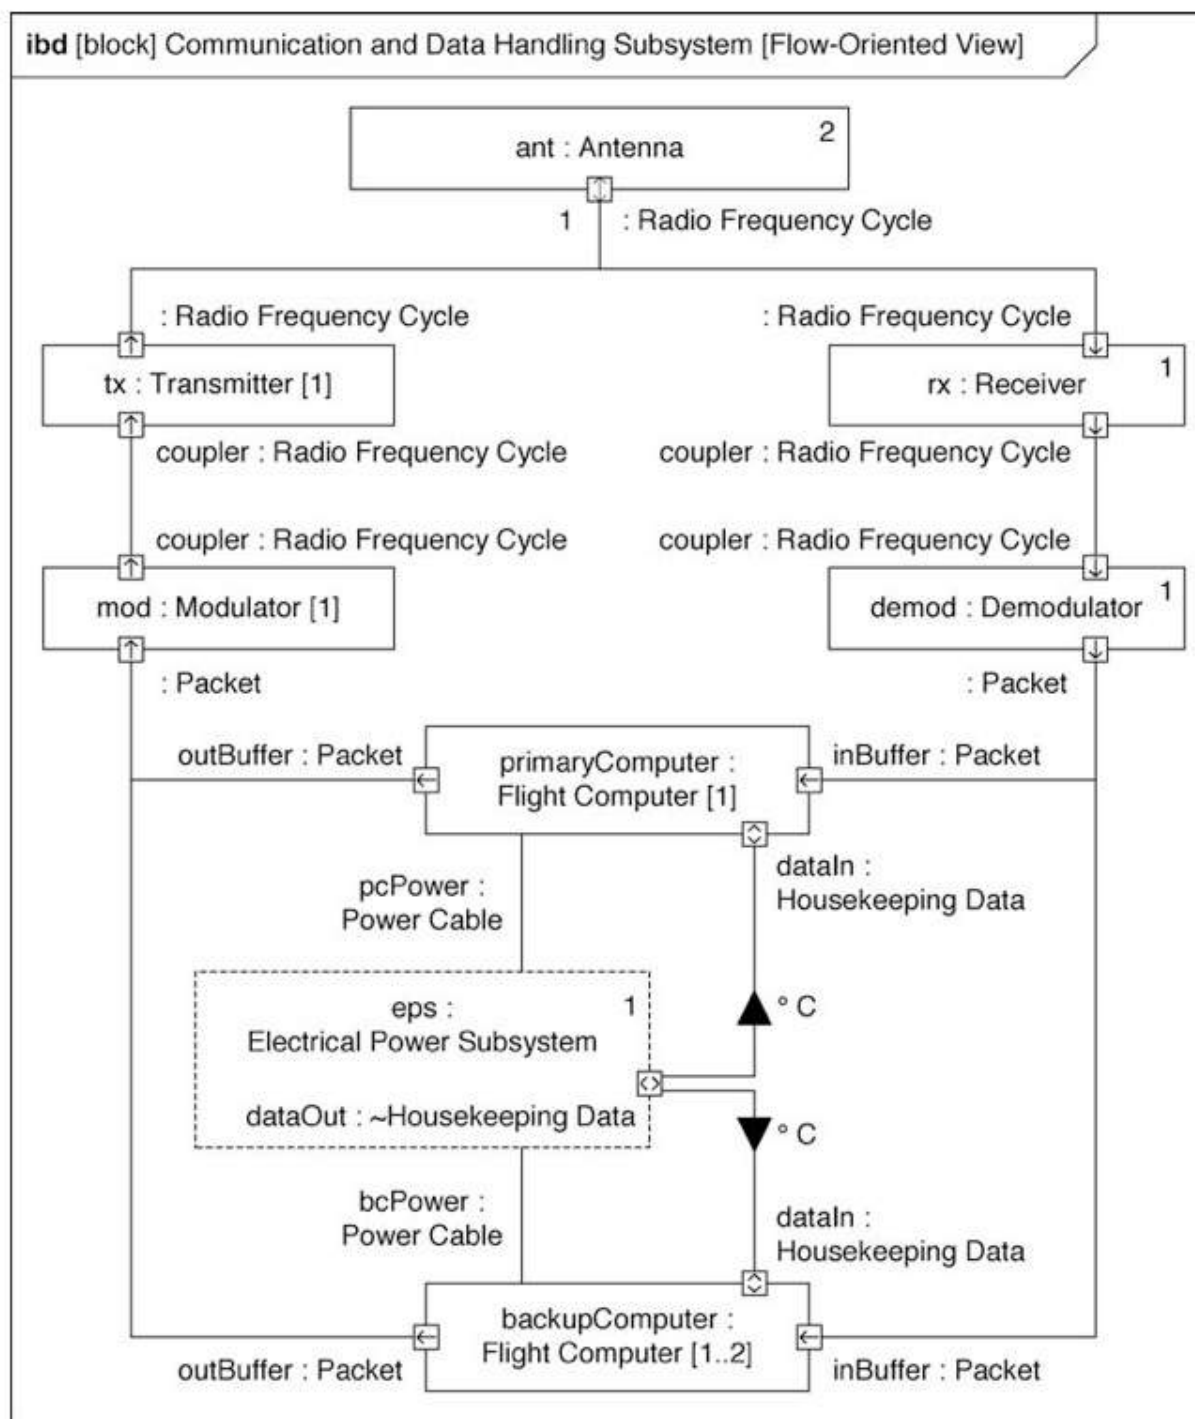 ibd [block] Communication and Data Handling Subsystem [Flow-Oriented View]
ant : Antenna
2
1
: Radio Frequency Cycle
: Radio Frequency Cycle
: Radio Frequency Cycle
tx : Transmitter [1]
rx : Receiver
1
coupler : Radio Frequency Cycle
coupler : Radio Frequency Cycle
coupler : Radio Frequency Cycle
coupler : Radio Frequency Cycle
mod : Modulator [1]
demod : Demodulator
1
: Packet
: Packet
outBuffer : Packet
primaryComputer :
Flight Computer [1]
inBuffer : Packet
pcPower :
Power Cable
dataIn :
Housekeeping Data
eps :
Electrical Power Subsystem
1
dataOut : ~Housekeeping Data
° C
° C
bcPower :
Power Cable
dataIn :
Housekeeping Data
backupComputer :
Flight Computer [1..2]
outBuffer : Packet
inBuffer : Packet